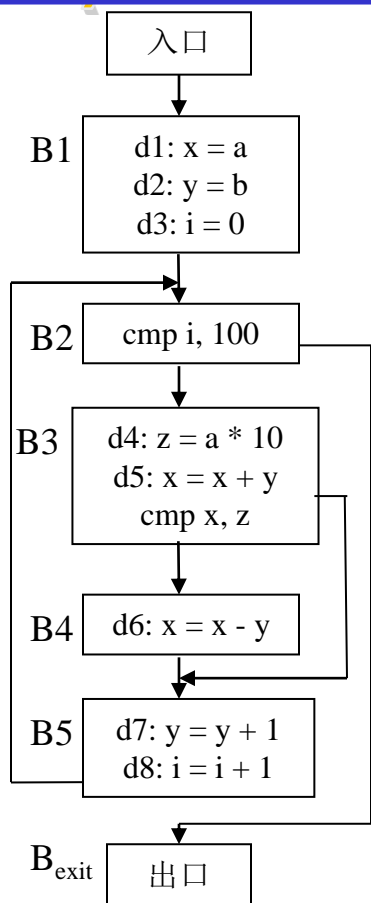 入口
B1
d1: x = a
d2: y = b
d3: i = 0
B2
cmp i, 100
B3
d4: z = a * 10
d5: x = x + y
cmp x, z
B4
d6: x = x - y
B5
d7: y = y + 1
d8: i = i + 1
Bexit
出口